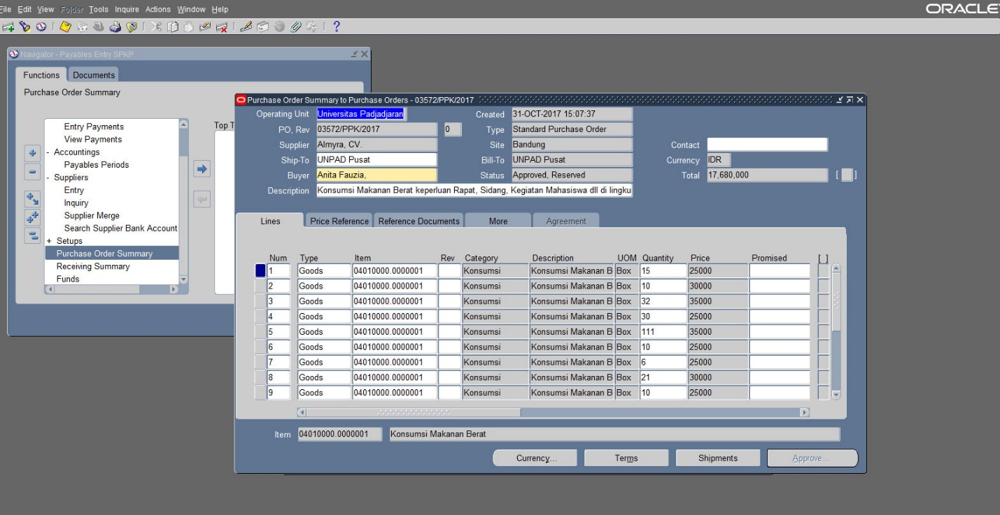 File Edit View Folder Tools Inquire Actions Window Help
ORACLE
Navigator - Payables Entry SPKP
Functions Documents
Purchase Order Summary
Top T
Entry Payments
View Payments
- Accountings
Payables Periods
- Suppliers
Entry
Inquiry
Supplier Merge
Search Supplier Bank Account
+ Setups
Purchase Order Summary
Receiving Summary
Funds
Purchase Order Summary to Purchase Orders - 03572/PPK/2017
Operating Unit Universitas Padjadjaran Created 31-OCT-2017 15:07:37
PO, Rev 03572/PPK/2017 0 Type Standard Purchase Order
Supplier Almyra, CV. Site Bandung Contact
Ship-To UNPAD Pusat Bill-To UNPAD Pusat Currency IDR
Buyer Anita Fauzia, Status Approved, Reserved Total 17,680,000 [ ]
Description Konsumsi Makanan Berat keperluan Rapat, Sidang, Kegiatan Mahasiswa dll di lingku
Lines Price Reference Reference Documents More Agreement
Num Type Item Rev Category Description UOM Quantity Price Promised [ ]
1 Goods 04010000.0000001 Konsumsi Konsumsi Makanan B Box 15 25000
2 Goods 04010000.0000001 Konsumsi Konsumsi Makanan B Box 10 30000
3 Goods 04010000.0000001 Konsumsi Konsumsi Makanan B Box 32 35000
4 Goods 04010000.0000001 Konsumsi Konsumsi Makanan B Box 30 25000
5 Goods 04010000.0000001 Konsumsi Konsumsi Makanan B Box 111 35000
6 Goods 04010000.0000001 Konsumsi Konsumsi Makanan B Box 10 25000
7 Goods 04010000.0000001 Konsumsi Konsumsi Makanan B Box 6 25000
8 Goods 04010000.0000001 Konsumsi Konsumsi Makanan B Box 21 30000
9 Goods 04010000.0000001 Konsumsi Konsumsi Makanan B Box 10 25000
Item 04010000.0000001 Konsumsi Makanan Berat
Currency... Terms Shipments Approve...